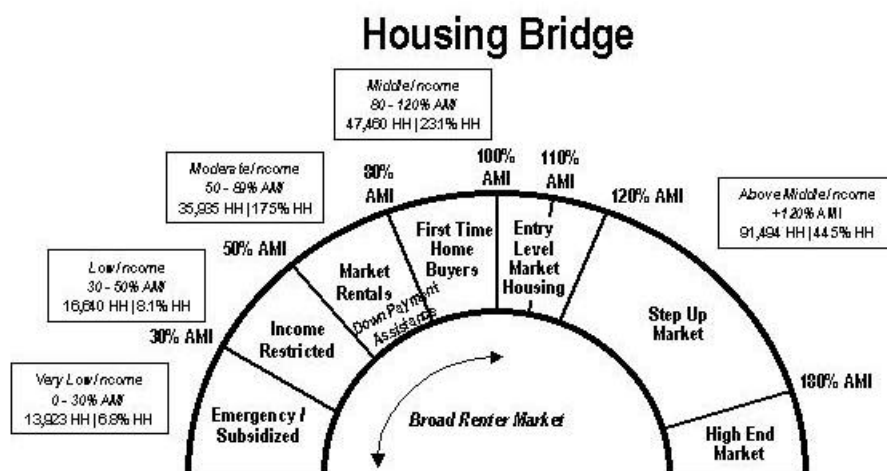 Housing Bridge
Middle Income
80 - 120% AMI
47,460 HH | 23.1% HH
Moderate Income
50 - 80% AMI
35,935 HH | 17.5% HH
Low Income
30 - 50% AMI
16,640 HH | 8.1% HH
Very Low Income
0 - 30% AMI
13,923 HH | 6.8% HH
Above Middle Income
+120% AMI
91,494 HH | 44.5% HH
30% AMI
50% AMI
80%
AMI
100%
AMI
110%
AMI
120% AMI
180% AMI
Emergency /
Subsidized
Income
Restricted
Market
Rentals
Down Payment
Assistance
First Time
Home
Buyers
Entry
Level
Market
Housing
Step Up
Market
High End
Market
Broad Renter Market